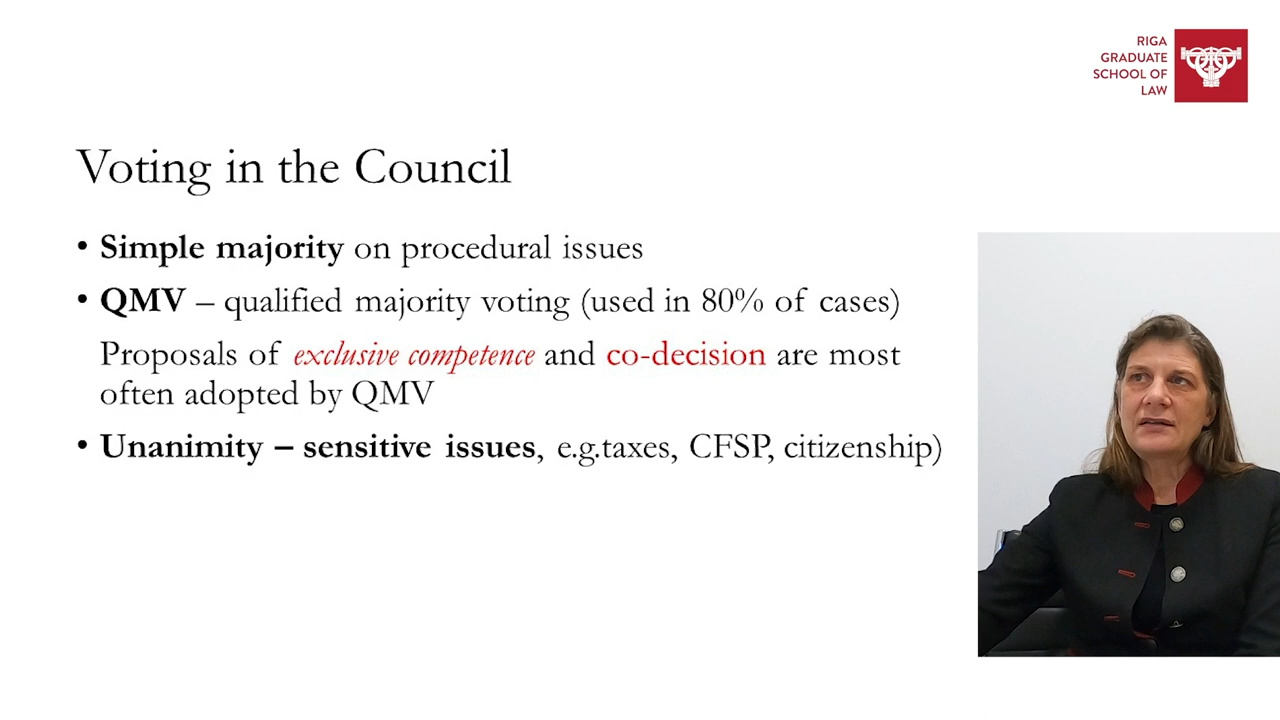 RIGA
GRADUATE
SCHOOL OF
LAW
Voting in the Council
• Simple majority on procedural issues
• QMV – qualified majority voting (used in 80% of cases)
Proposals of exclusive competence and co-decision are most
often adopted by QMV
• Unanimity – sensitive issues, e.g.taxes, CFSP, citizenship)